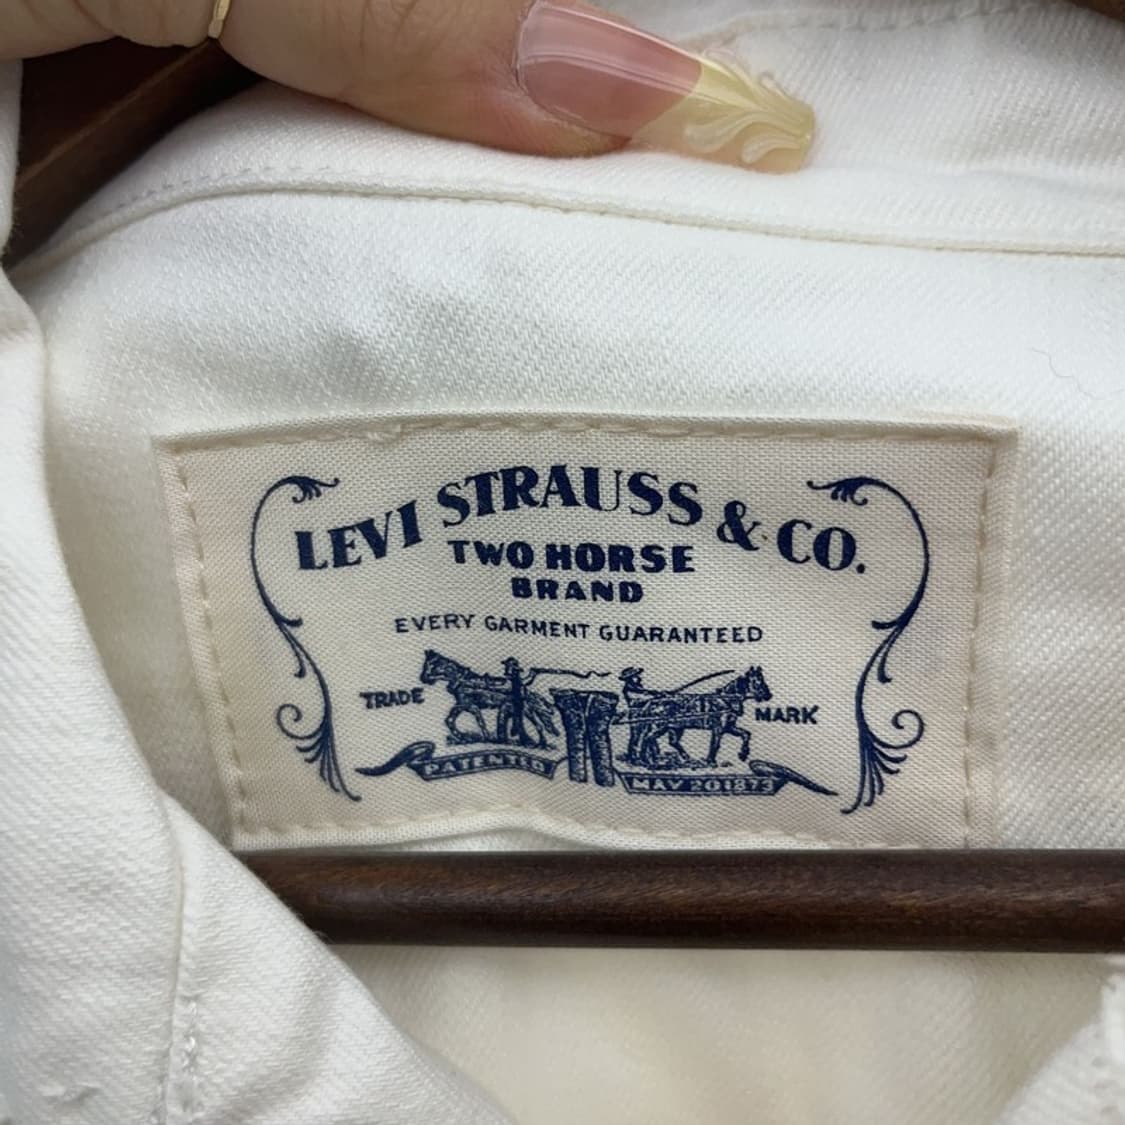 LEVI STRAUSS & CO.
TWO HORSE
BRAND
EVERY GARMENT GUARANTEED
TRADE MARK
PATENTED
MAY 20 1873